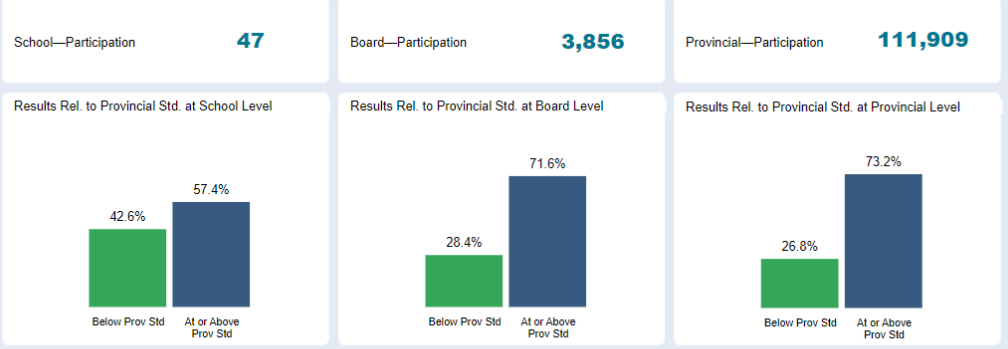 School—Participation 47
Board—Participation 3,856
Provincial—Participation 111,909
Results Rel. to Provincial Std. at School Level
57.4%
42.6%
Below Prov Std
At or Above
Prov Std
Results Rel. to Provincial Std. at Board Level
71.6%
28.4%
Below Prov Std
At or Above
Prov Std
Results Rel. to Provincial Std. at Provincial Level
73.2%
26.8%
Below Prov Std
At or Above
Prov Std